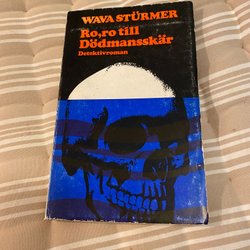 WAVA STÜRMER
Ro,ro till
Dödmansskär
Detektivroman